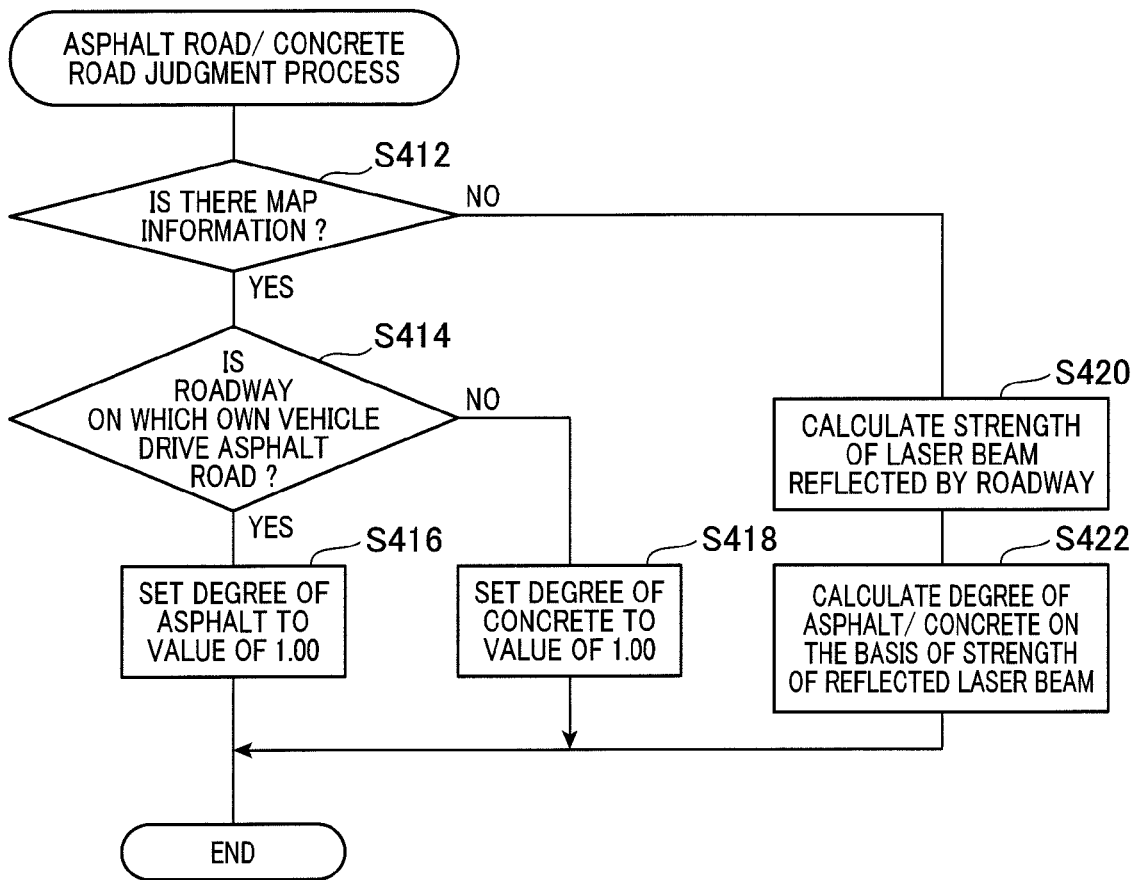 ASPHALT ROAD/ CONCRETE
ROAD JUDGMENT PROCESS
S412
IS THERE MAP
INFORMATION ?
NO
YES
S414
IS
ROADWAY
ON WHICH OWN VEHICLE
DRIVE ASPHALT
ROAD ?
NO
YES
S416
SET DEGREE OF
ASPHALT TO
VALUE OF 1.00
S418
SET DEGREE OF
CONCRETE TO
VALUE OF 1.00
S420
CALCULATE STRENGTH
OF LASER BEAM
REFLECTED BY ROADWAY
S422
CALCULATE DEGREE OF
ASPHALT/ CONCRETE ON
THE BASIS OF STRENGTH
OF REFLECTED LASER BEAM
END